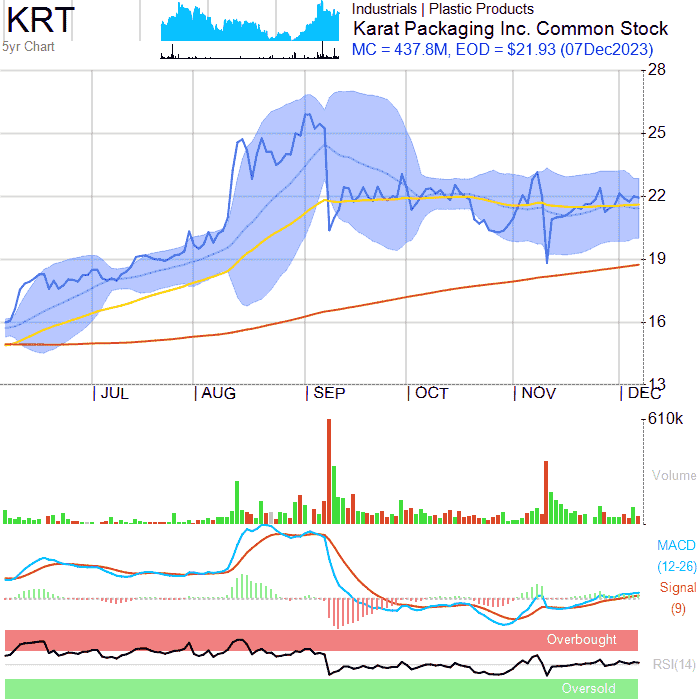 KRT
5yr Chart
Industrials | Plastic Products
Karat Packaging Inc. Common Stock
MC = 437.8M, EOD = $21.93 (07Dec2023)
28
25
22
19
16
13
JUL AUG SEP OCT NOV DEC
610k
Volume
MACD
(12-26)
Signal
(9)
Overbought
RSI(14)
Oversold